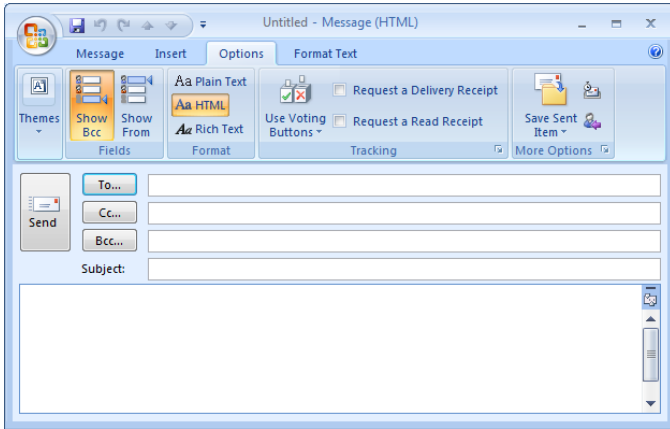 Untitled - Message (HTML)
Message Insert Options Format Text
Aa Plain Text
Aa HTML
Aa Rich Text
Themes
Show Bcc
Show From
Use Voting Buttons
Request a Delivery Receipt
Request a Read Receipt
Save Sent Item
Fields Format Tracking More Options
To...
Send
Cc...
Bcc...
Subject: